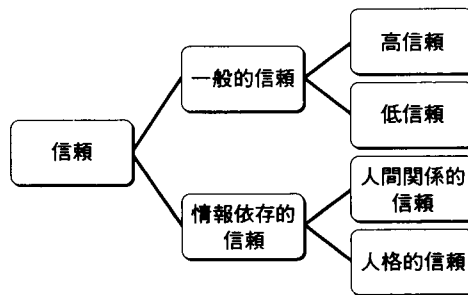 信頼
一般的信頼
高信頼
低信頼
情報依存的
信頼
人間関係的
信頼
人格的信頼